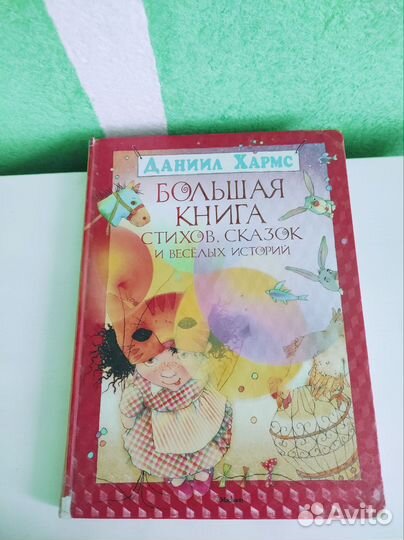 Даниил Хармс
БОЛЬШАЯ
КНИГА
СТИХОВ, СКАЗОК
И ВЕСЁЛЫХ ИСТОРИЙ
Avito